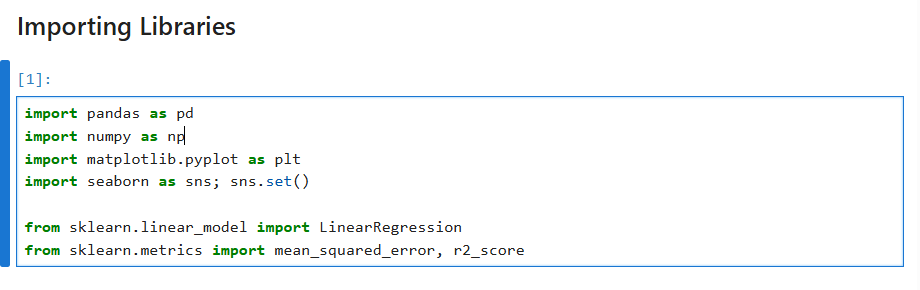 Importing Libraries
[1]:
import pandas as pd
import numpy as np
import matplotlib.pyplot as plt
import seaborn as sns; sns.set()
from sklearn.linear_model import LinearRegression
from sklearn.metrics import mean_squared_error, r2_score